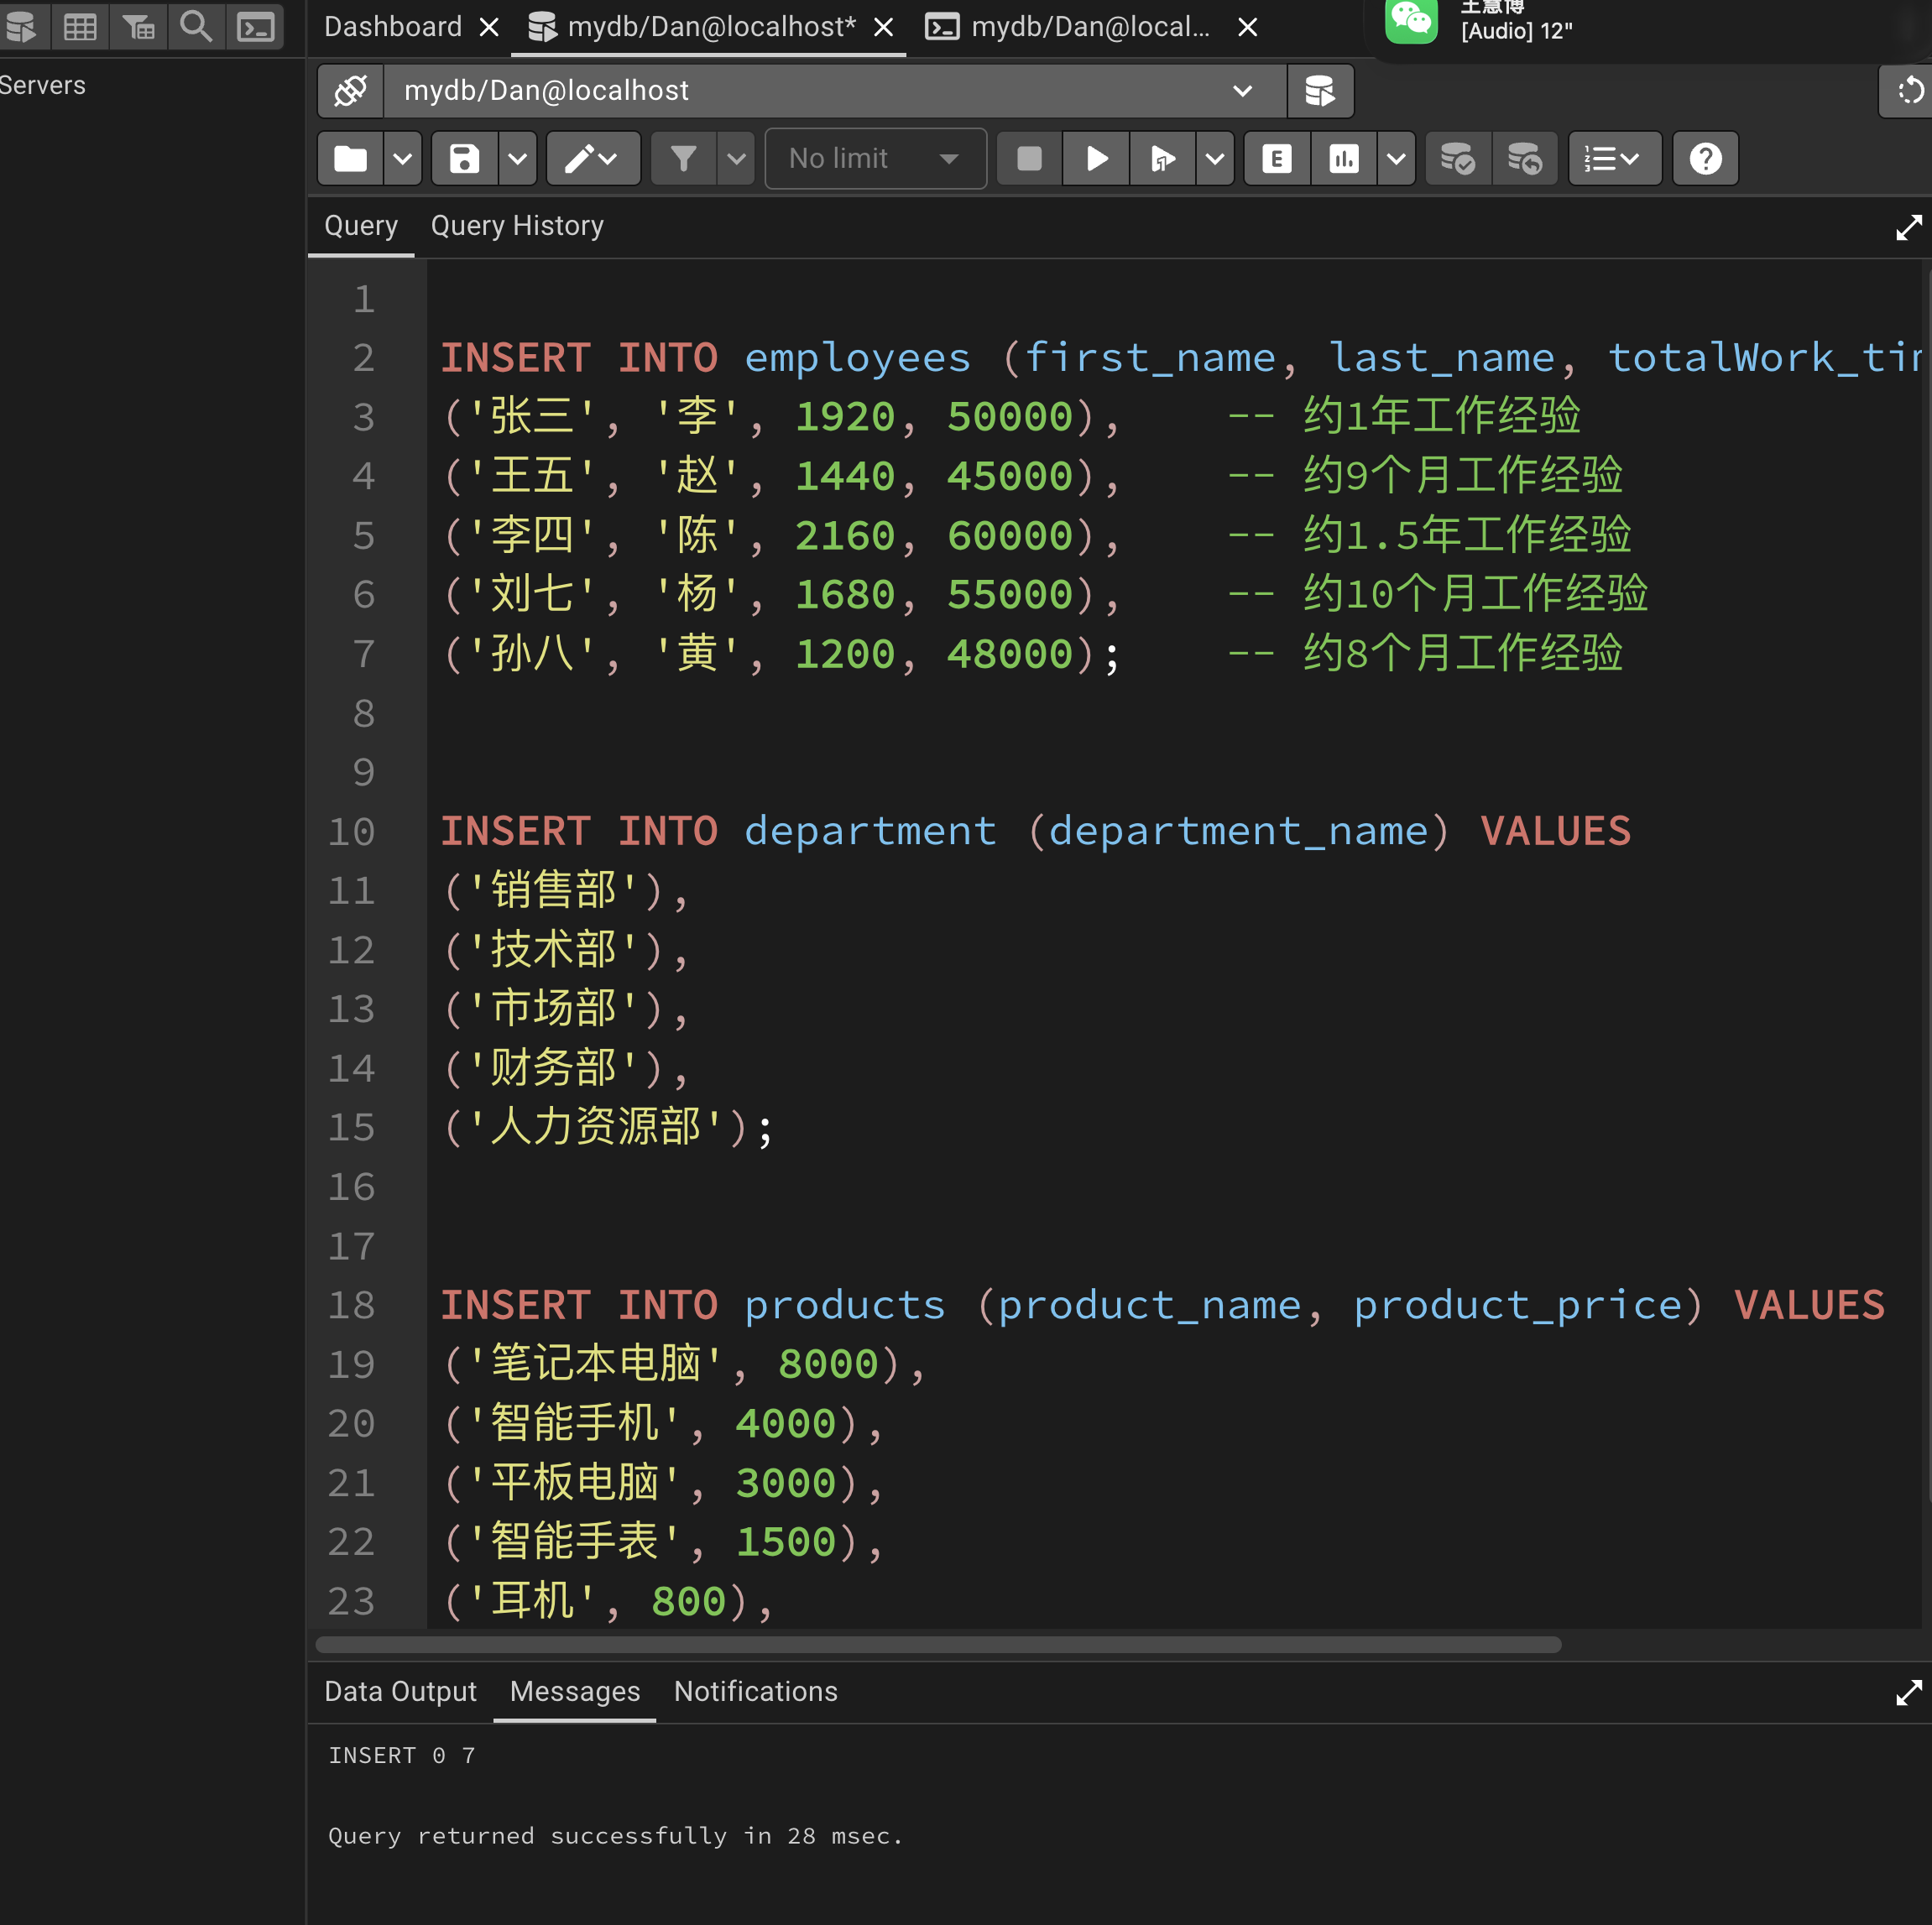 Dashboard
mydb/Dan@localhost*
mydb/Dan@local...
[Audio] 12"
Servers
mydb/Dan@localhost
No limit
Query
Query History
1
2 INSERT INTO employees (first_name, last_name,
3 ('张三', '李', 1920, 50000), -- 约1年工作经验
4 ('王五', '赵', 1440, 45000), -- 约9个月工作经验
5 ('李四', '陈', 2160, 60000), -- 约1.5年工作经验
6 ('刘七', '杨', 1680, 55000), -- 约10个月工作经验
7 ('孙八', '黄', 1200, 48000); -- 约8个月工作经验
8
9
10 INSERT INTO department (department_name) VALUES
11 ('销售部'),
12 ('技术部'),
13 ('市场部'),
14 ('财务部'),
15 ('人力资源部');
16
17
18 INSERT INTO products (product_name, product_price) VALUES
19 ('笔记本电脑', 8000),
20 ('智能手机', 4000),
21 ('平板电脑', 3000),
22 ('智能手表', 1500),
23 ('耳机', 800),
Data Output
Messages
Notifications
INSERT 0 7
Query returned successfully in 28 msec.